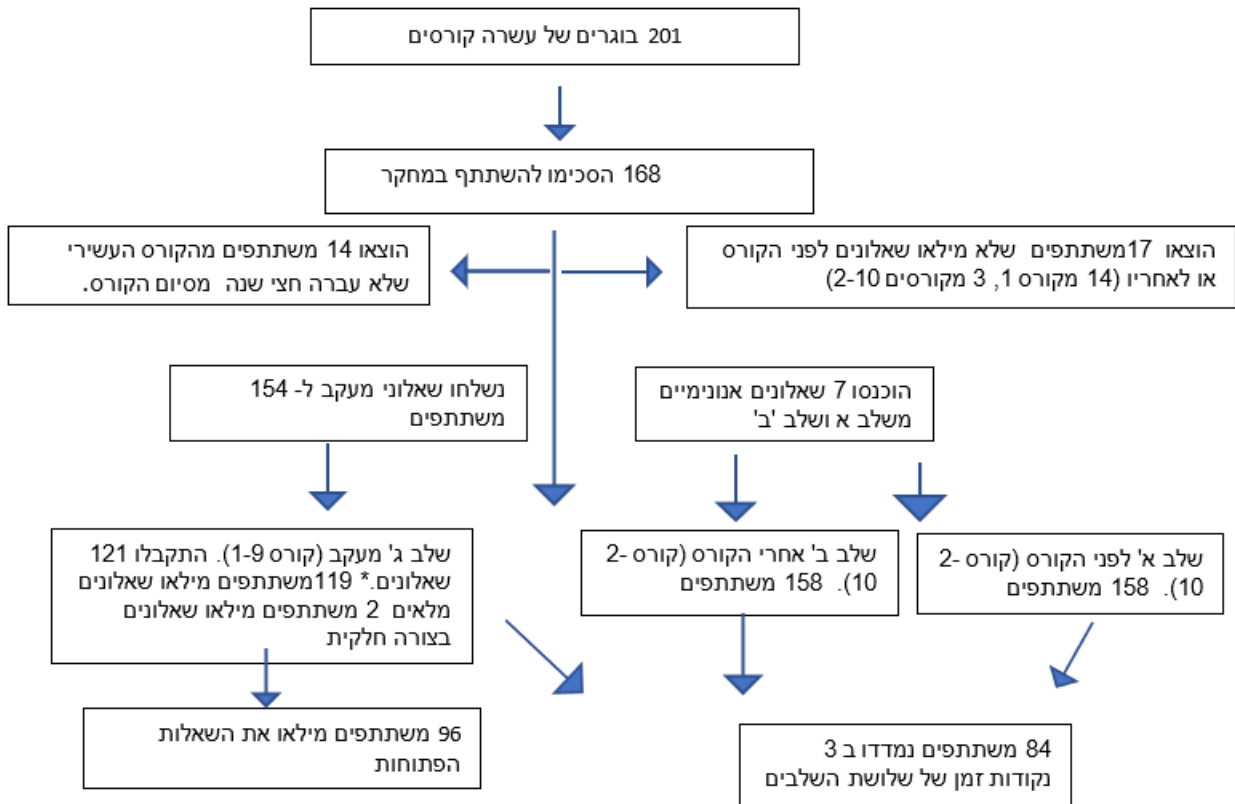 201 בוגרים של עשרה קורסים
168 הסכימו להשתתף במחקר
הוצאו 17משתתפים שלא מילאו שאלונים לפני הקורס
או לאחריו (14 מקורס 1, 3 מקורסים 2-10)
הוצאו 14 משתתפים מהקורס העשירי
שלא עברה חצי שנה מסיום הקורס.
הוכנסו 7 שאלונים אנונימיים
משלב א ושלב 'ב'
נשלחו שאלוני מעקב ל- 154
משתתפים
שלב א' לפני הקורס (קורס 2-
10). 158 משתתפים
שלב ב' אחרי הקורס (קורס 2-
10). 158 משתתפים
שלב ג' מעקב (קורס 1-9). התקבלו 121
שאלונים.* 119משתתפים מילאו שאלונים
מלאים 2 משתתפים מילאו שאלונים
בצורה חלקית
84 משתתפים נמדדו ב 3
נקודות זמן של שלושת השלבים
96 משתתפים מילאו את השאלות
הפתוחות